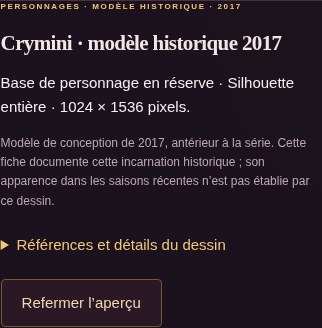 PERSONNAGES · MODÈLE HISTORIQUE · 2017
Crymini · modèle historique 2017
Base de personnage en réserve · Silhouette
entière · 1024 × 1536 pixels.
Modèle de conception de 2017, antérieur à la série. Cette
fiche documente cette incarnation historique ; son
apparence dans les saisons récentes n’est pas établie par
ce dessin.
Références et détails du dessin
Refermer l’aperçu